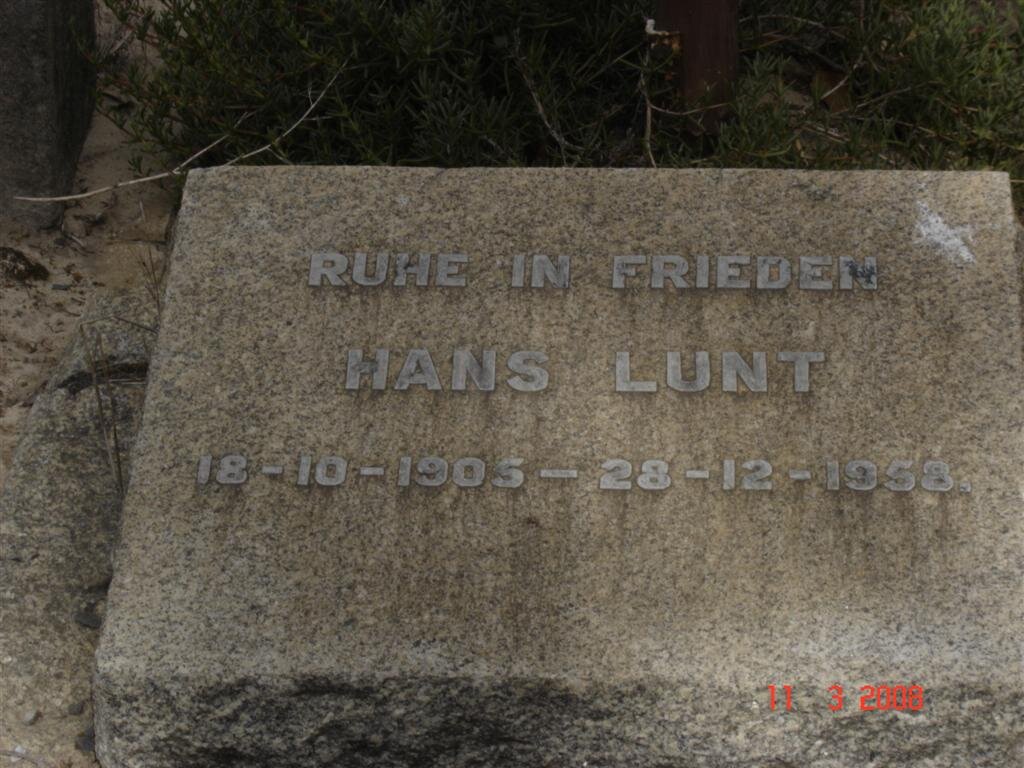 RUHE IN FRIEDEN
HANS LUNT
18-10-1905 — 28-12-1958.
11 3 2008